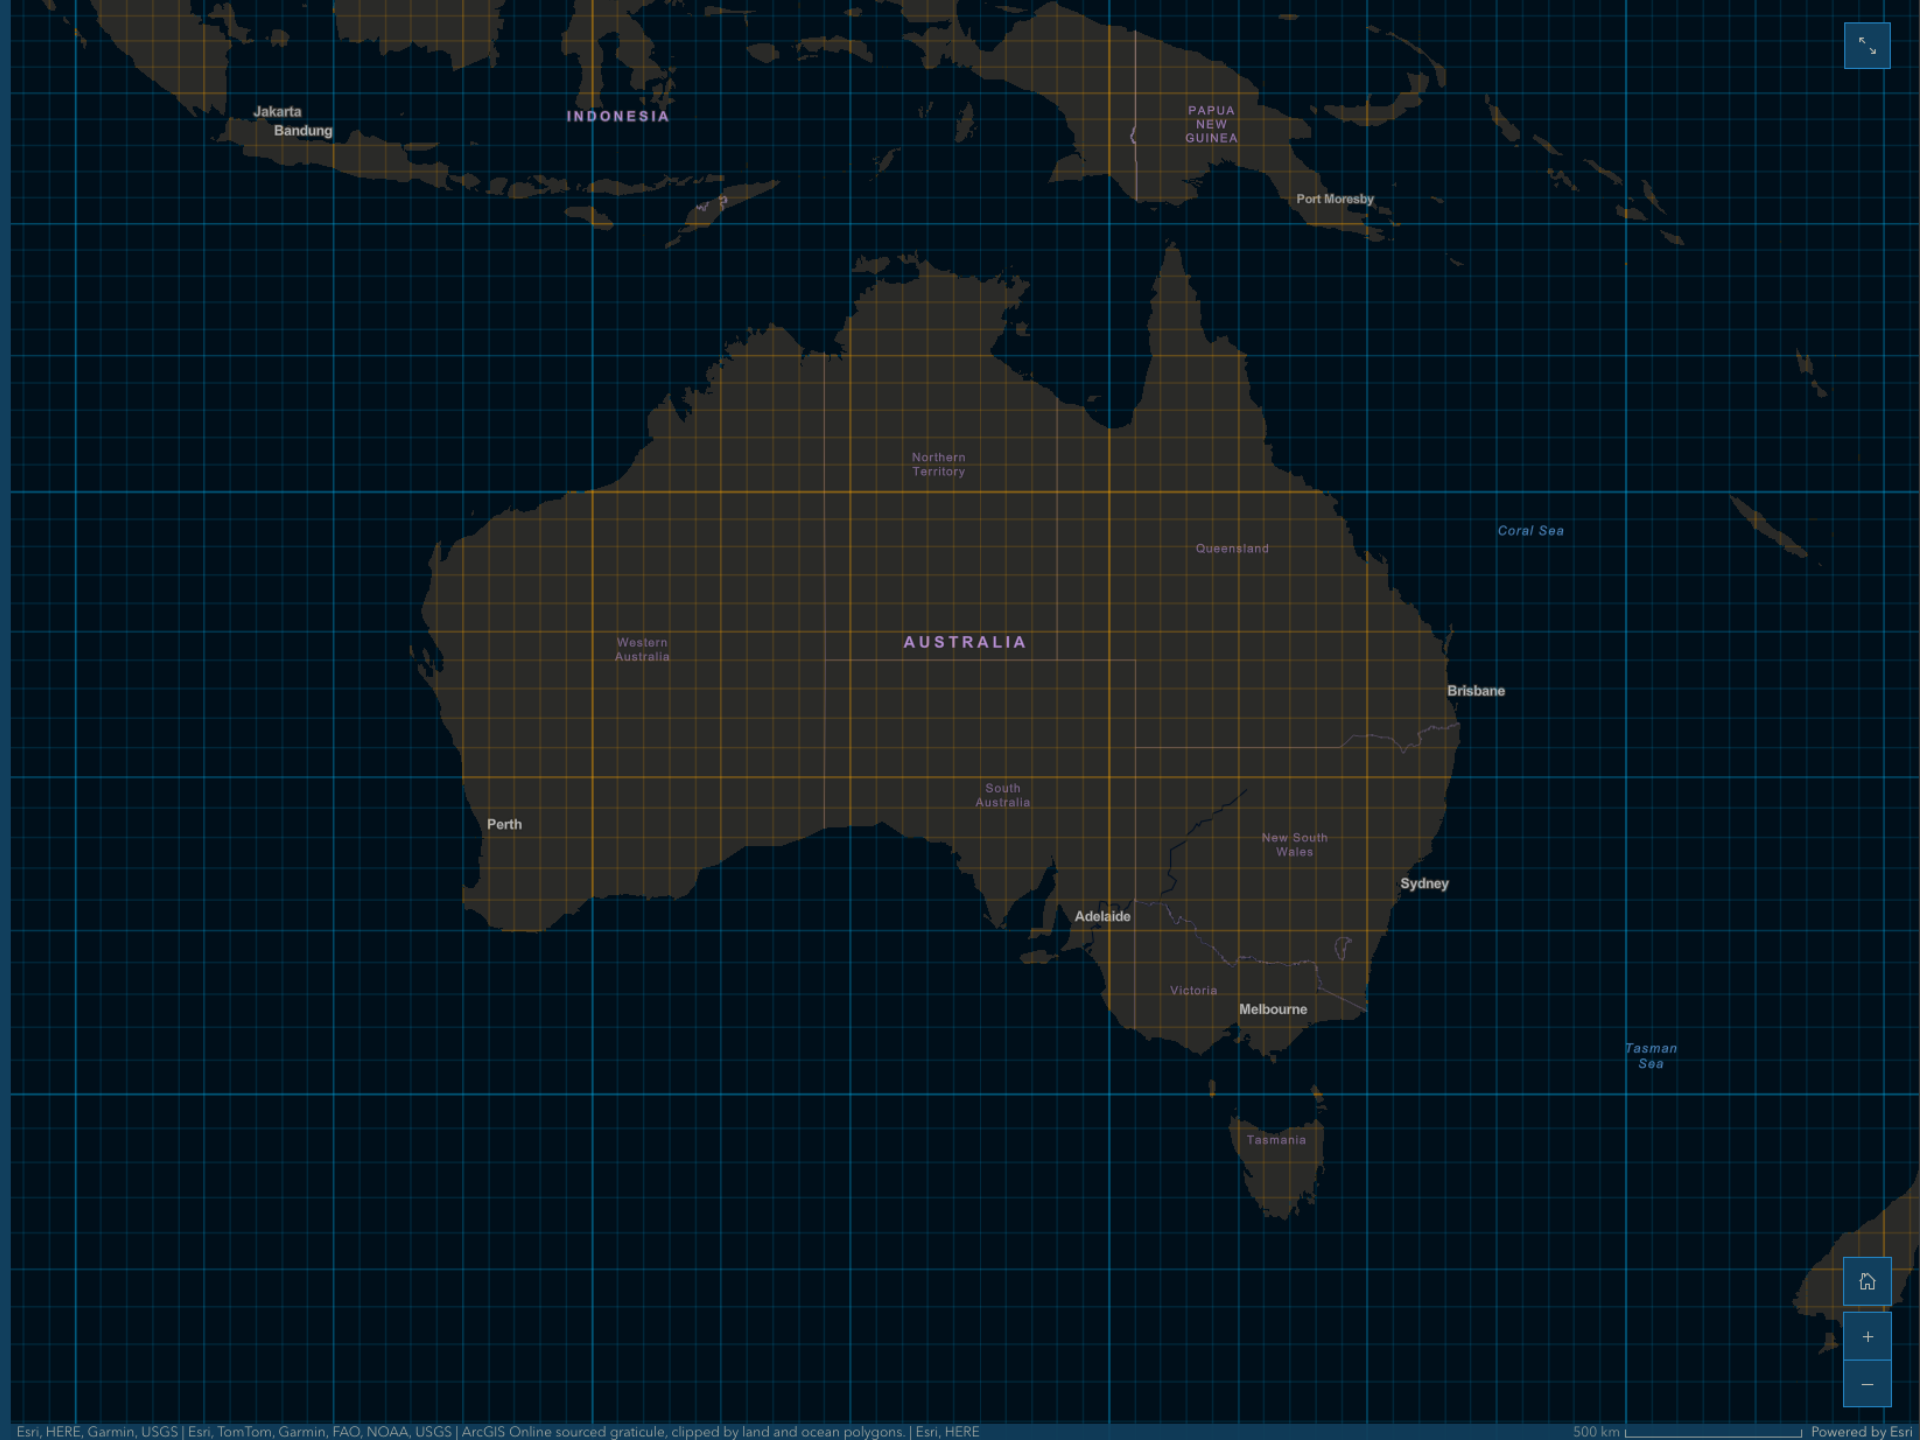 Jakarta
Bandung
INDONESIA
PAPUA
NEW
GUINEA
Port Moresby
Northern
Territory
Coral Sea
Queensland
Western
Australia
AUSTRALIA
Brisbane
South
Australia
Perth
New South
Wales
Sydney
Adelaide
Victoria
Melbourne
Tasman
Sea
Tasmania
+
−
Esri, HERE, Garmin, USGS | Esri, TomTom, Garmin, FAO, NOAA, USGS | ArcGIS Online sourced graticule, clipped by land and ocean polygons. | Esri, HERE
500 km
Powered by Esri